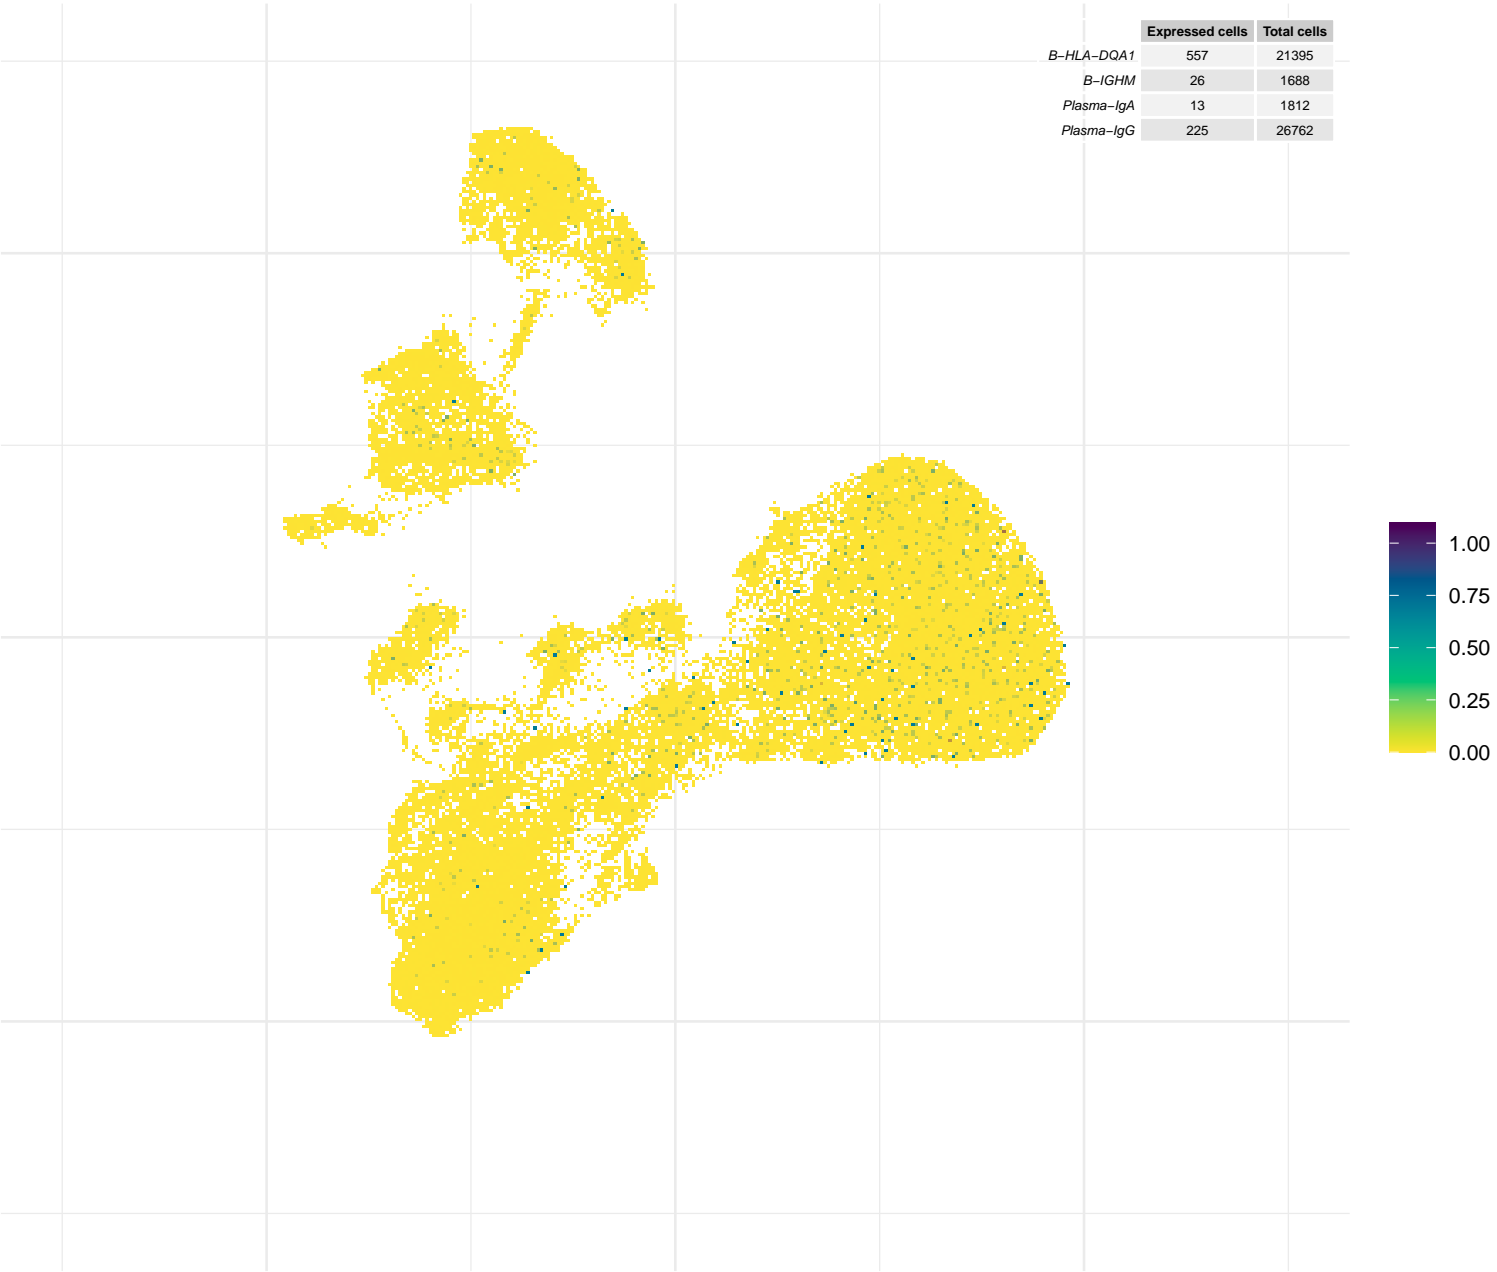 Expressed cells Total cells
B−HLA−DQA1 557 21395
B−IGHM 26 1688
Plasma−IgA 13 1812
Plasma−IgG 225 26762
1.00
0.75
0.50
0.25
0.00